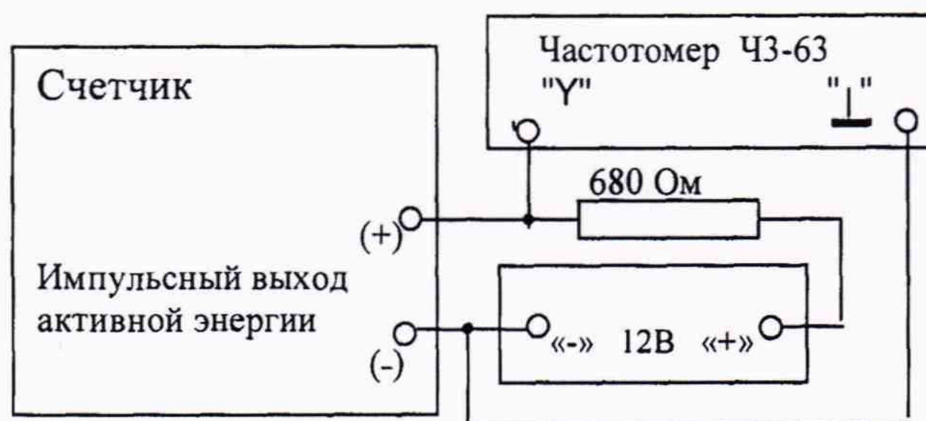 Частотомер Ч3-63
Счетчик
"Y"
"⊥"
680 Ом
(+)
Импульсный выход
активной энергии
(-)
«-» 12В «+»